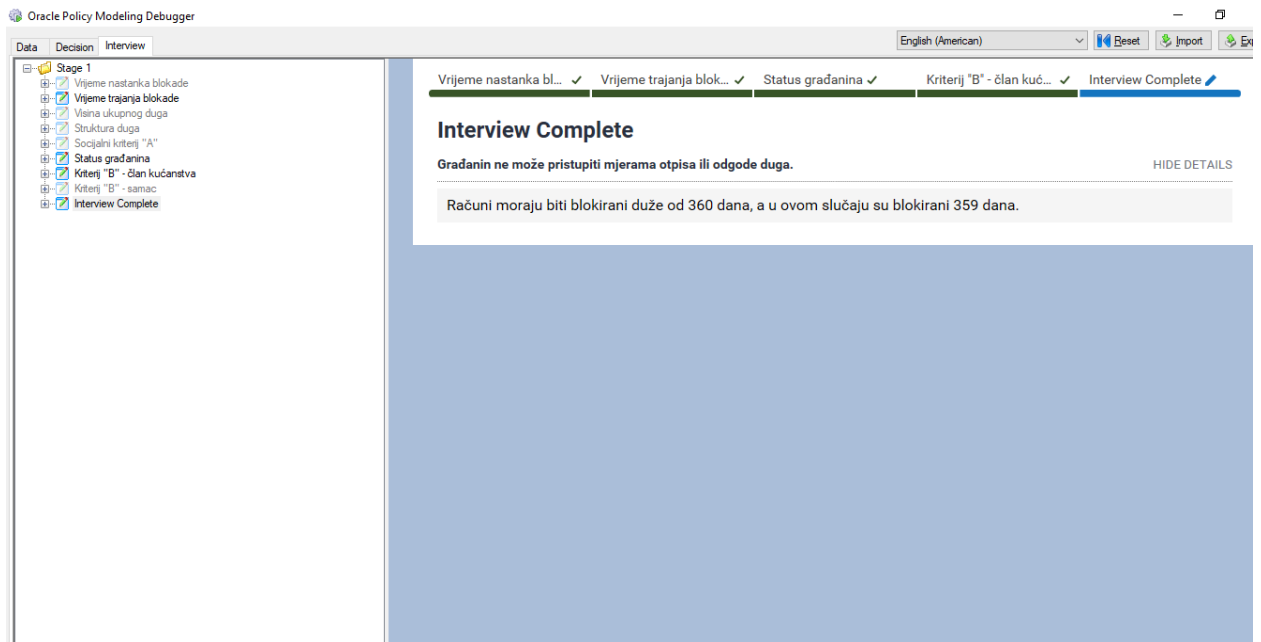 Oracle Policy Modeling Debugger
Data Decision Interview
English (American) Reset Import
Stage 1
Vrijeme nastanka blokade
Vrijeme trajanja blokade
Visina ukupnog duga
Struktura duga
Socijalni kriterij "A"
Status građanina
Kriterij "B" - član kućanstva
Kriterij "B" - samac
Interview Complete
Vrijeme nastanka bl... Vrijeme trajanja blok... Status građanina Kriterij "B" - član kuć... Interview Complete
Interview Complete
Građanin ne može pristupiti mjerama otpisa ili odgode duga. HIDE DETAILS
Računi moraju biti blokirani duže od 360 dana, a u ovom slučaju su blokirani 359 dana.